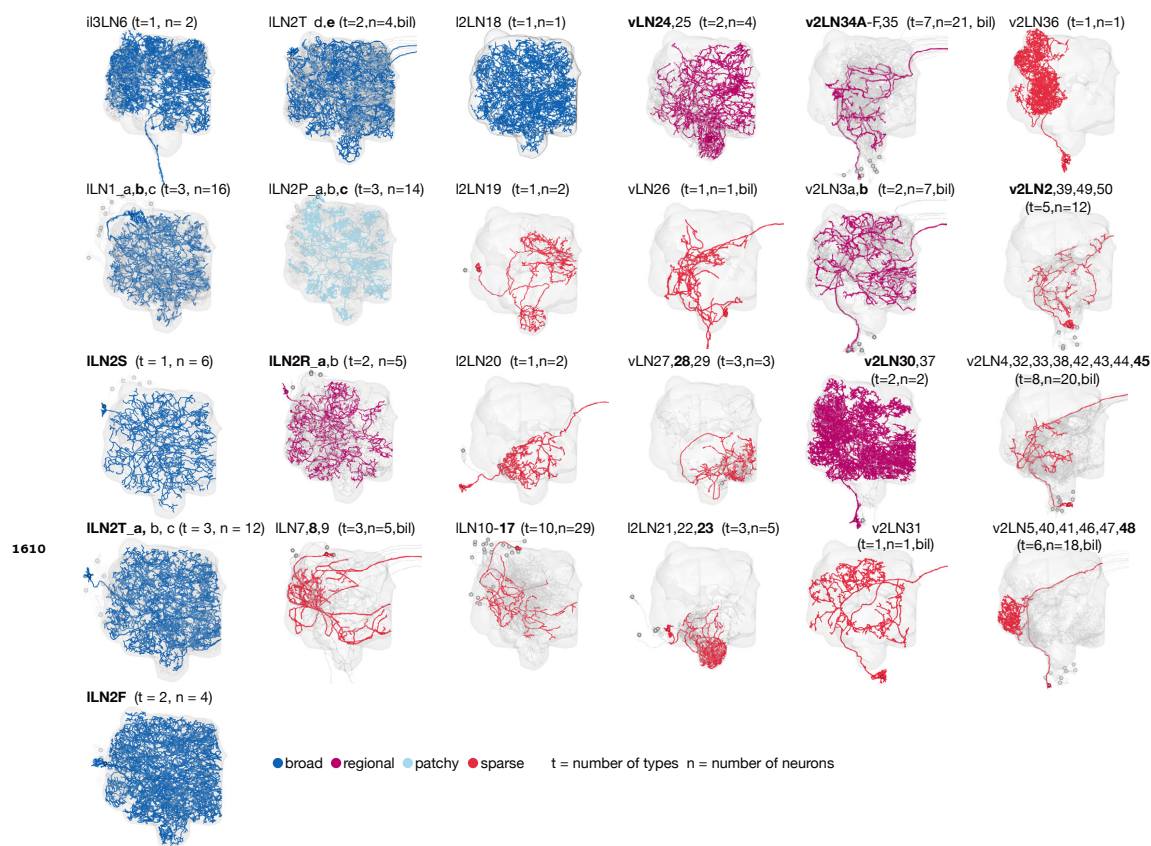 il3LN6 (t=1, n= 2)
lLN2T d,e (t=2,n=4,bil)
l2LN18 (t=1,n=1)
vLN24,25 (t=2,n=4)
v2LN34A-F,35 (t=7,n=21, bil)
v2LN36 (t=1,n=1)
lLN1_a,b,c (t=3, n=16)
lLN2P_a,b,c (t=3, n=14)
l2LN19 (t=1,n=2)
vLN26 (t=1,n=1,bil)
v2LN3a,b (t=2,n=7,bil)
v2LN2,39,49,50
(t=5,n=12)
lLN2S (t = 1, n = 6)
lLN2R_a,b (t=2, n=5)
l2LN20 (t=1,n=2)
vLN27,28,29 (t=3,n=3)
v2LN30,37
(t=2,n=2)
v2LN4,32,33,38,42,43,44,45
(t=8,n=20,bil)
1610
lLN2T_a, b, c (t = 3, n = 12)
lLN7,8,9 (t=3,n=5,bil)
lLN10-17 (t=10,n=29)
l2LN21,22,23 (t=3,n=5)
v2LN31
(t=1,n=1,bil)
v2LN5,40,41,46,47,48
(t=6,n=18,bil)
lLN2F (t = 2, n = 4)
broad regional patchy sparse t = number of types n = number of neurons